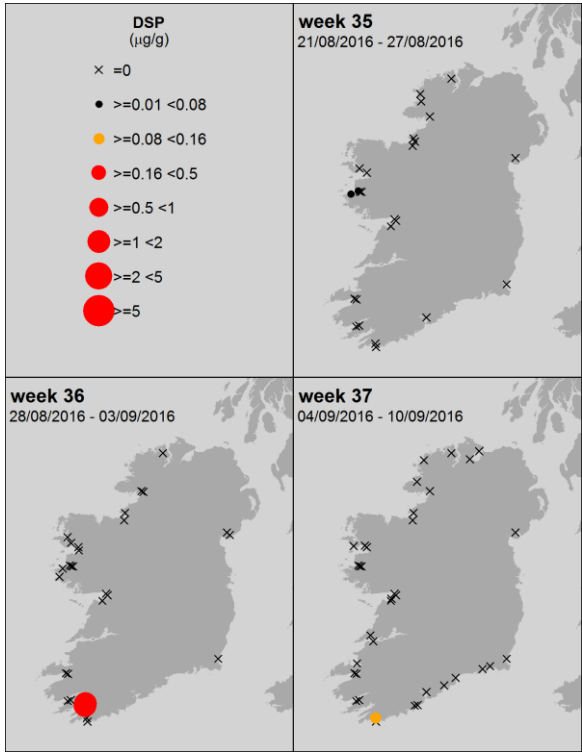 DSP
(µg/g)
=0
>=0.01 <0.08
>=0.08 <0.16
>=0.16 <0.5
>=0.5 <1
>=1 <2
>=2 <5
>=5
week 35
21/08/2016 - 27/08/2016
week 36
28/08/2016 - 03/09/2016
week 37
04/09/2016 - 10/09/2016